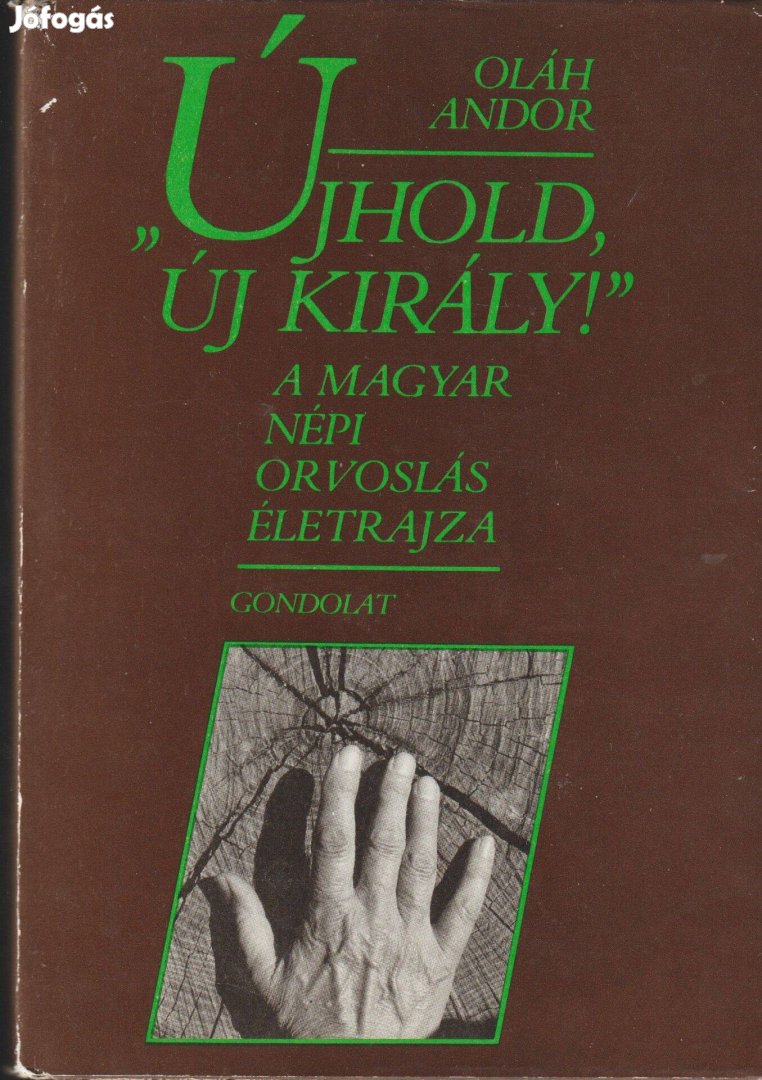 Jófogás
OLÁH
ANDOR
„ÚJHOLD,
ÚJ KIRÁLY!”
A MAGYAR
NÉPI
ORVOSLÁS
ÉLETRAJZA
GONDOLAT